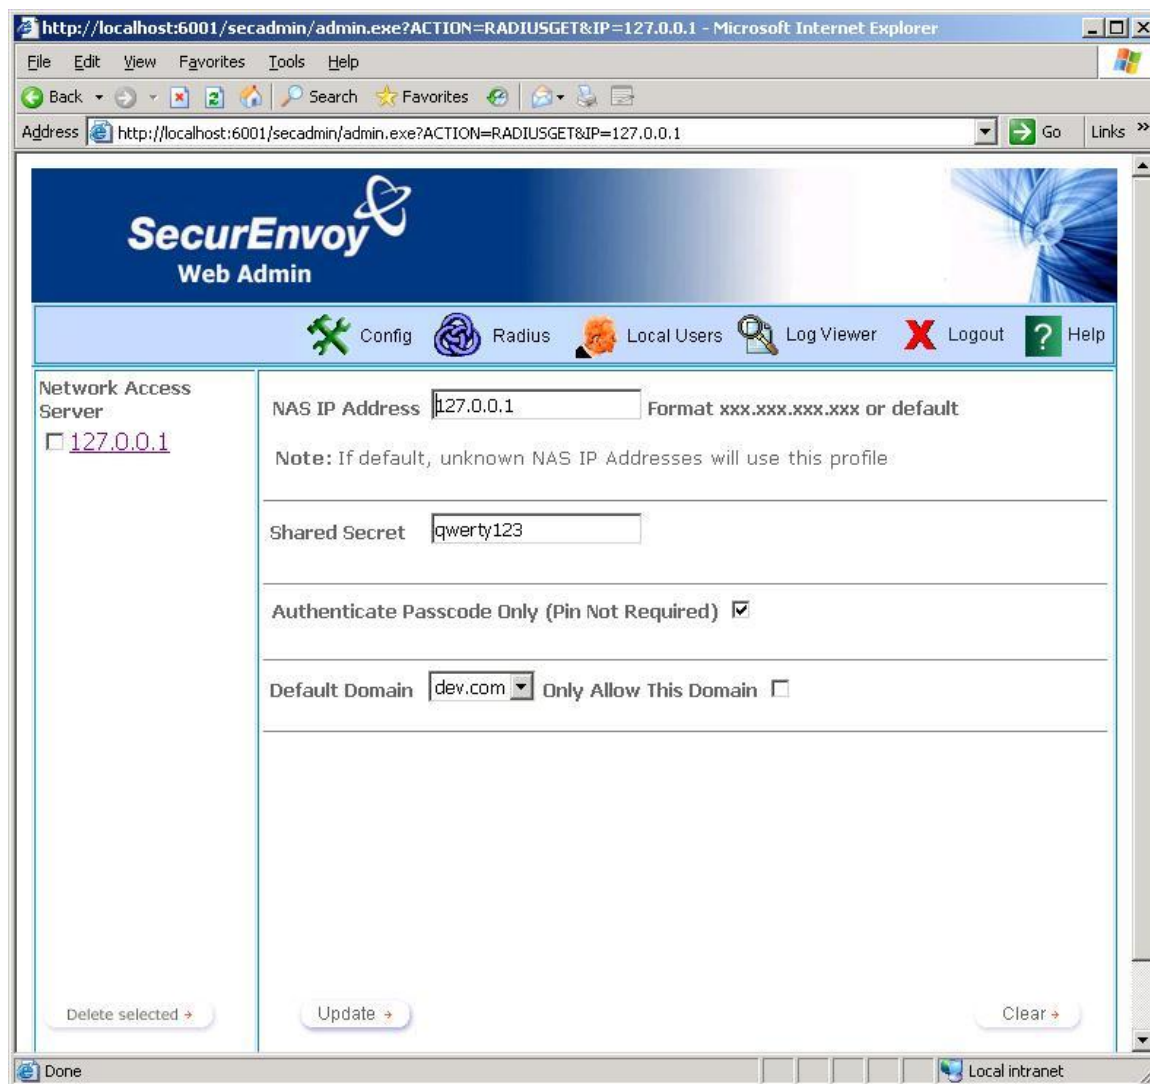 http://localhost:6001/secadmin/admin.exe?ACTION=RADIUSGET&IP=127.0.0.1 - Microsoft Internet Explorer
File Edit View Favorites Tools Help
Back Search Favorites
Address http://localhost:6001/secadmin/admin.exe?ACTION=RADIUSGET&IP=127.0.0.1 Go Links »
SecurEnvoy
Web Admin
Config Radius Local Users Log Viewer Logout ? Help
Network Access
Server
127.0.0.1
NAS IP Address 127.0.0.1 Format xxx.xxx.xxx.xxx or default
Note: If default, unknown NAS IP Addresses will use this profile
Shared Secret qwerty123
Authenticate Passcode Only (Pin Not Required)
Default Domain dev.com Only Allow This Domain
Delete selected Update Clear
Done Local intranet